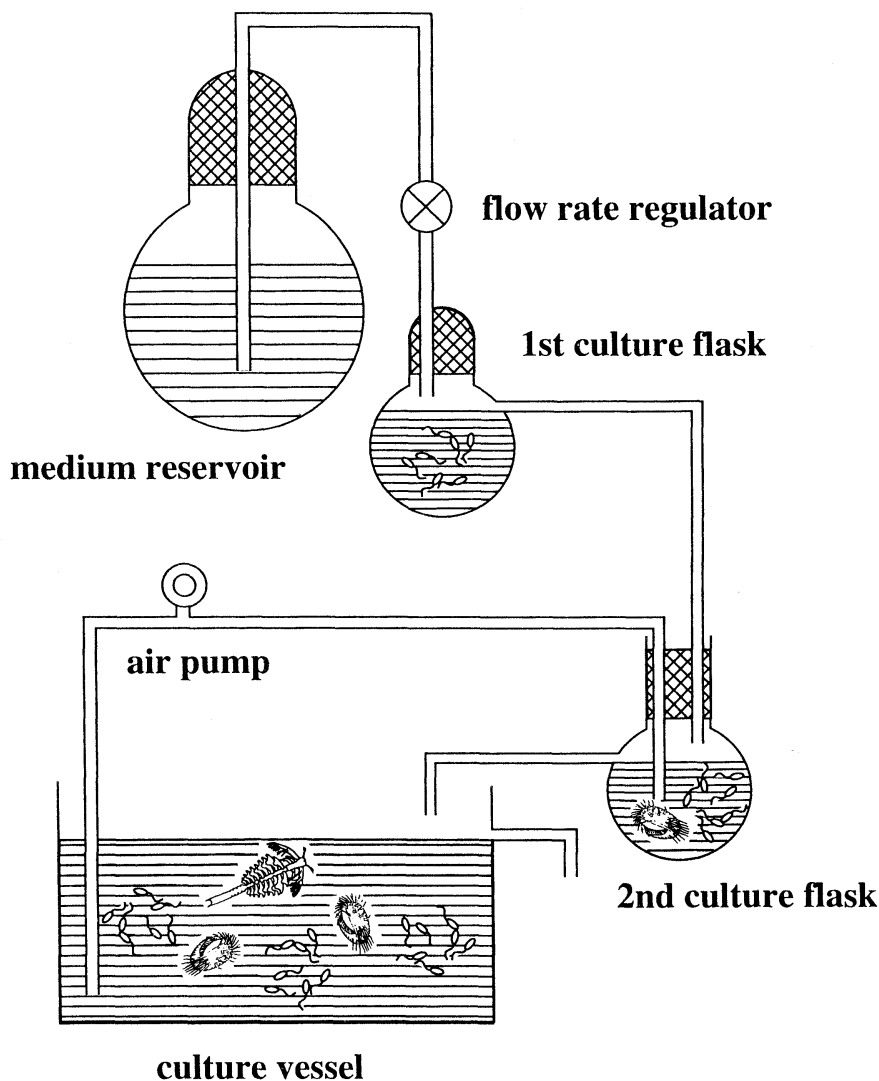 flow rate regulator
1st culture flask
medium reservoir
air pump
2nd culture flask
culture vessel